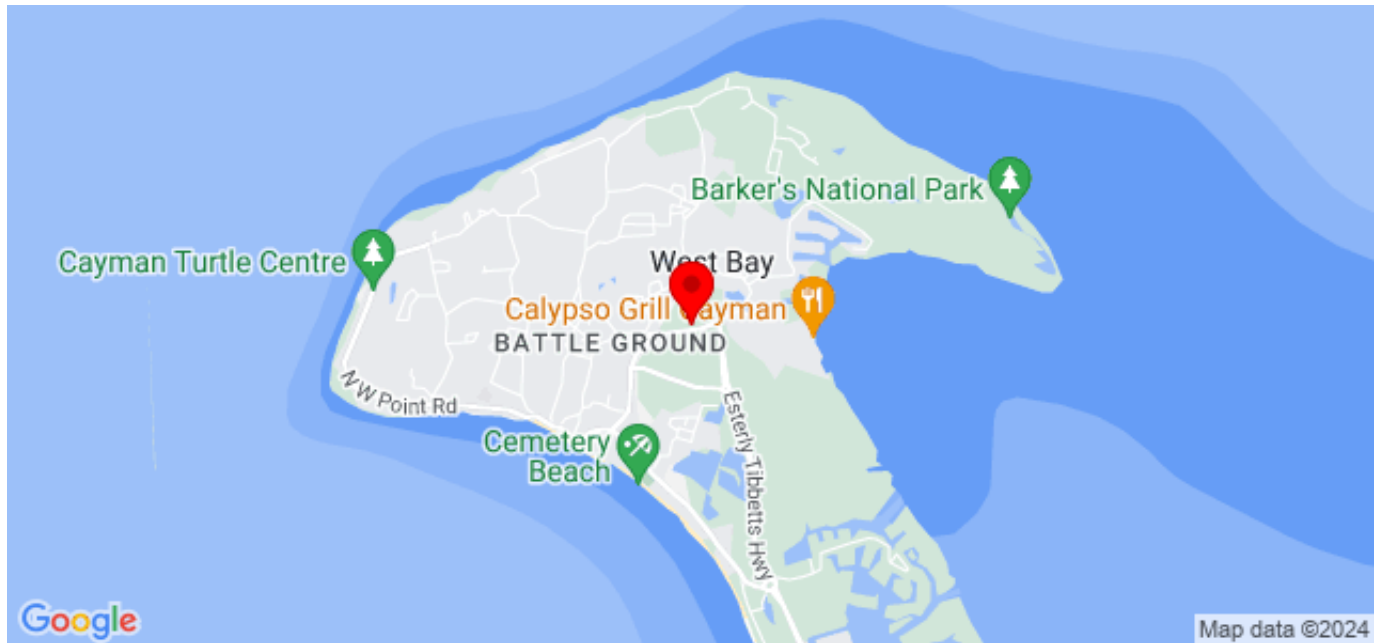 Barker's National Park
Cayman Turtle Centre
West Bay
Calypso Grill Cayman
BATTLE GROUND
NW Point Rd
Esterly Tibbetts Hwy
Cemetery
Beach
Google
Map data ©2024